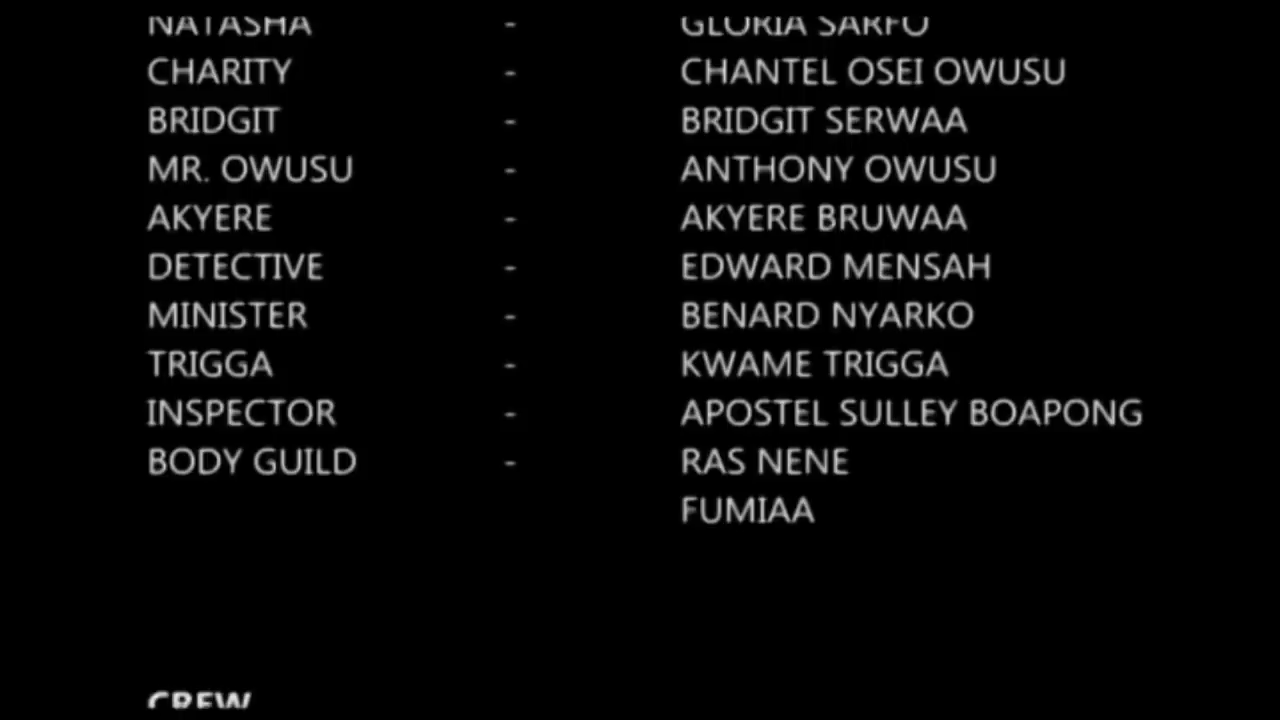 NATASHA - GLORIA SARFO
CHARITY - CHANTEL OSEI OWUSU
BRIDGIT - BRIDGIT SERWAA
MR. OWUSU - ANTHONY OWUSU
AKYERE - AKYERE BRUWAA
DETECTIVE - EDWARD MENSAH
MINISTER - BENARD NYARKO
TRIGGA - KWAME TRIGGA
INSPECTOR - APOSTEL SULLEY BOAPONG
BODY GUILD - RAS NENE
FUMIAA
CREW